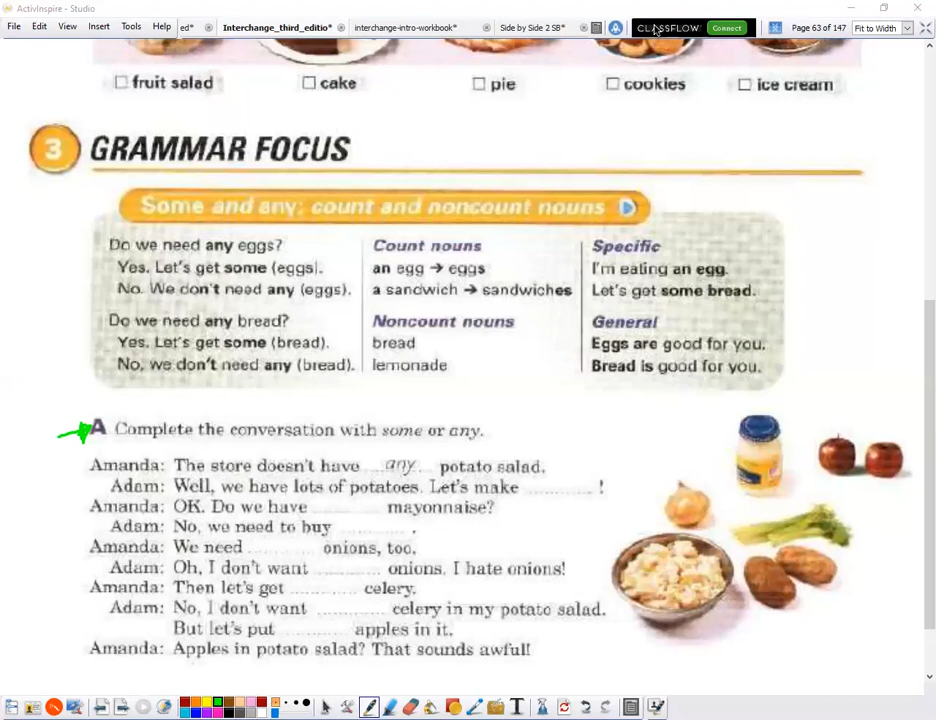 ActivInspire - Studio
File Edit View Insert Tools Help ed* Interchange_third_editio* interchange-intro-workbook* Side by Side 2 SB* CLASSFLOW Connect Page 63 of 147 Fit to Width
fruit salad cake pie cookies ice cream
3 GRAMMAR FOCUS
Some and any; count and noncount nouns
Do we need any eggs? Count nouns Specific
Yes. Let's get some (eggs). an egg → eggs I'm eating an egg.
No. We don't need any (eggs). a sandwich → sandwiches Let's get some bread.
Do we need any bread? Noncount nouns General
Yes. Let's get some (bread). bread Eggs are good for you.
No, we don't need any (bread). lemonade Bread is good for you.
A Complete the conversation with some or any.
Amanda: The store doesn't have any potato salad.
Adam: Well, we have lots of potatoes. Let's make ............ !
Amanda: OK. Do we have ............ mayonnaise?
Adam: No, we need to buy ............ .
Amanda: We need ............ onions, too.
Adam: Oh, I don't want ............ onions. I hate onions!
Amanda: Then let's get ............ celery.
Adam: No, I don't want ............ celery in my potato salad.
But let's put ............ apples in it.
Amanda: Apples in potato salad? That sounds awful!